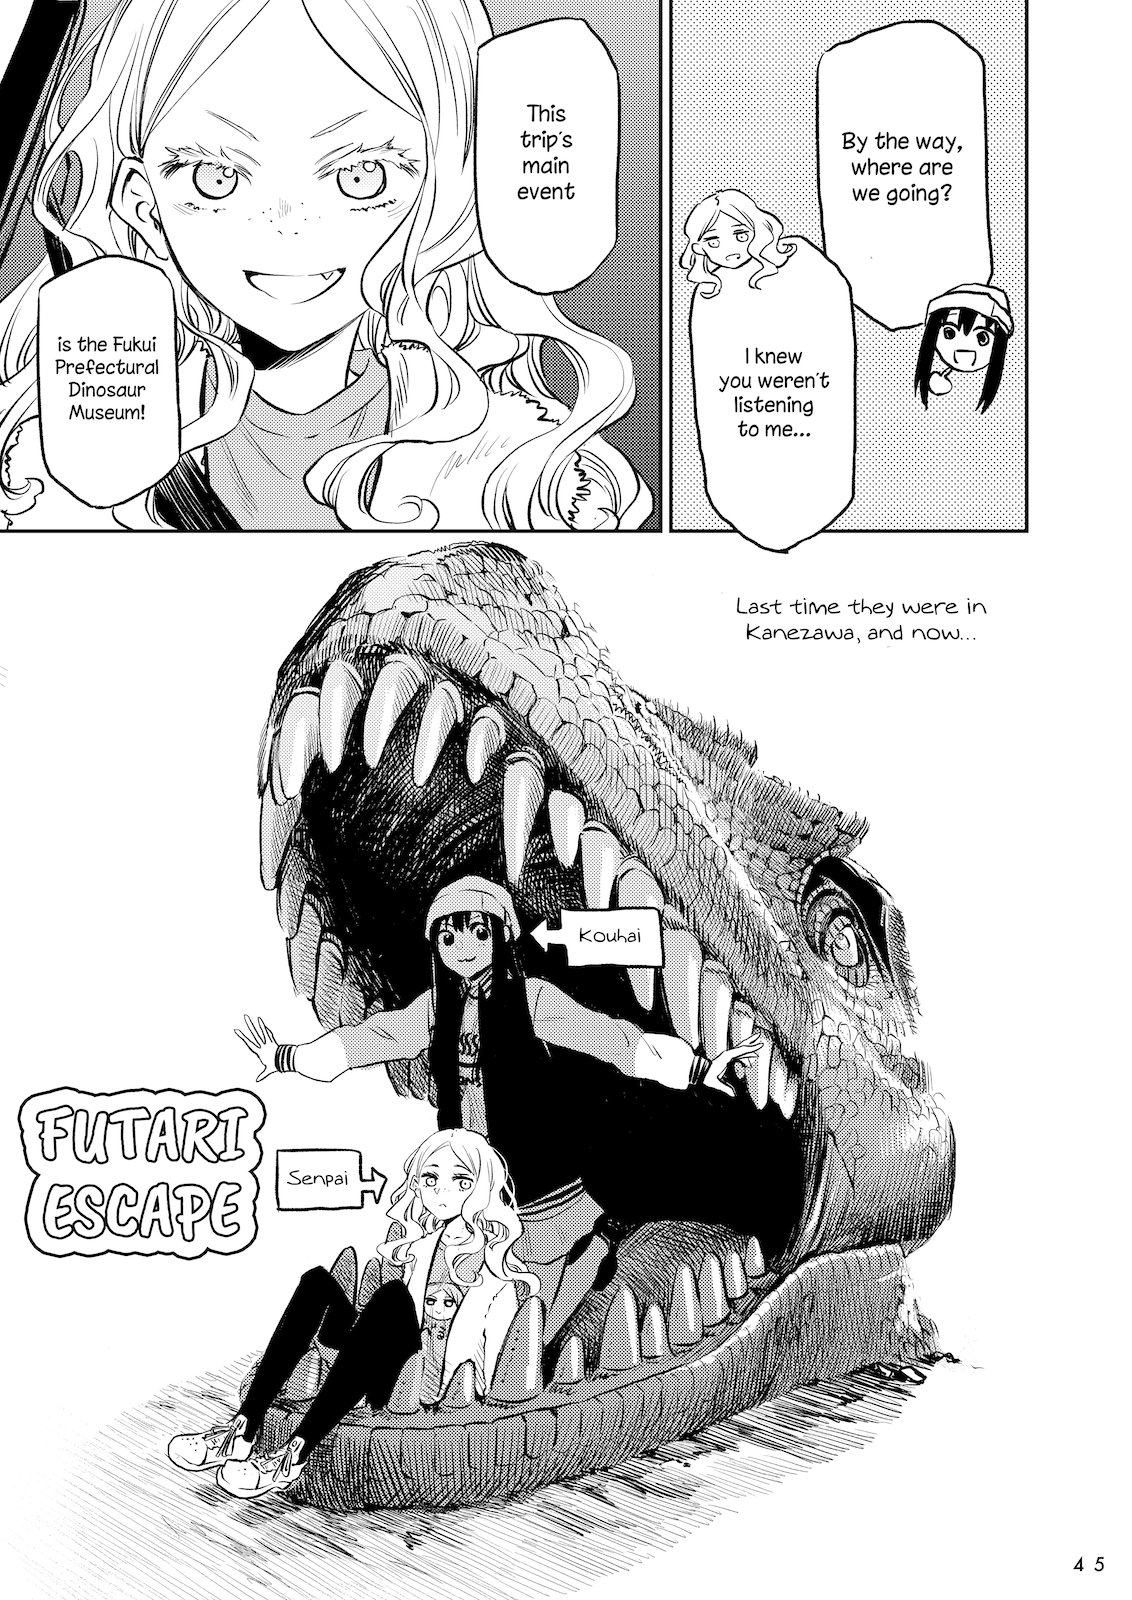 By the way,
where are
we going?
I knew
you weren't
listening
to me...
This
trip's
main
event
is the Fukui
Prefectural
Dinosaur
Museum!
Last time they were in
Kanezawa, and now...
Kouhai
Senpai
FUTARI
ESCAPE
45